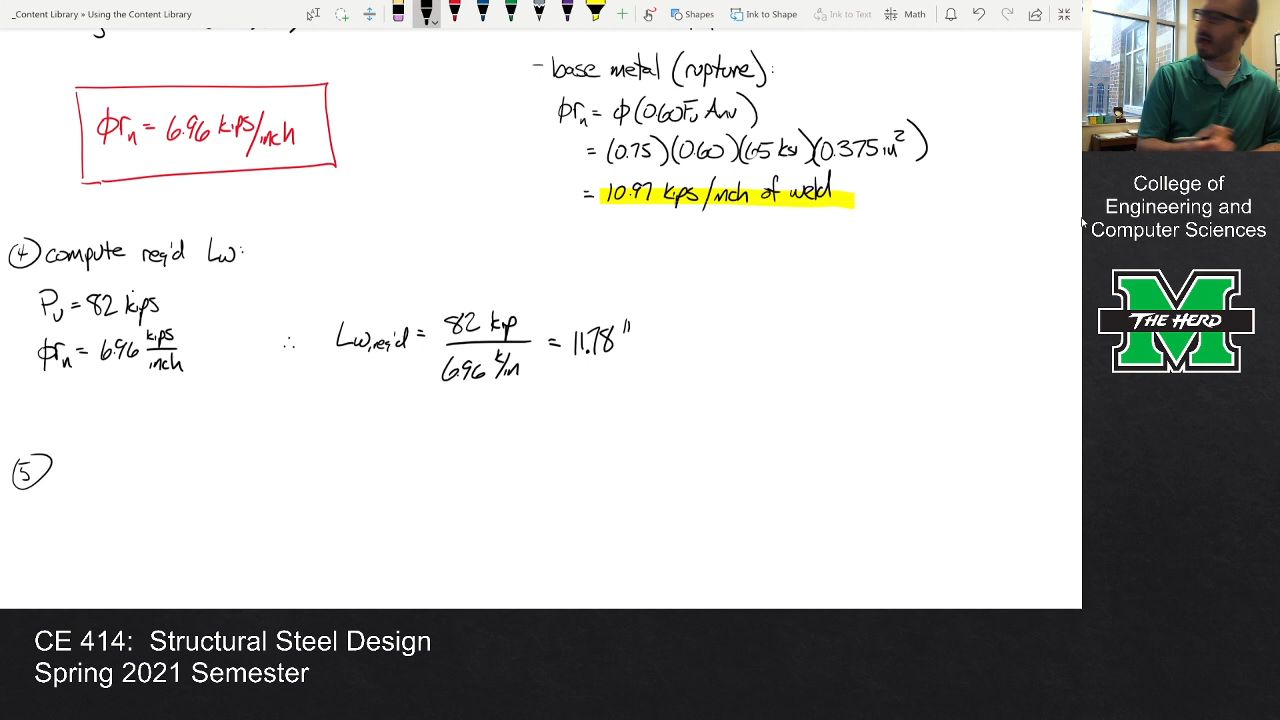 _Content Library » Using the Content Library
Shapes
Ink to Shape
Ink to Text
Math
- base metal (rupture):
ϕrₙ = 6.96 kips/inch
ϕrₙ = ϕ(0.60Fᵤ Anv)
= (0.75)(0.60)(65 ksi)(0.375 in²)
= 10.97 kips/inch of weld
④ compute req'd Lw:
Pᵤ = 82 kips
ϕrₙ = 6.96 kips/inch
∴ Lw,req'd = 82 kip / 6.96 k/in = 11.78"
⑤
College of
Engineering and
Computer Sciences
THE HERD
CE 414: Structural Steel Design
Spring 2021 Semester